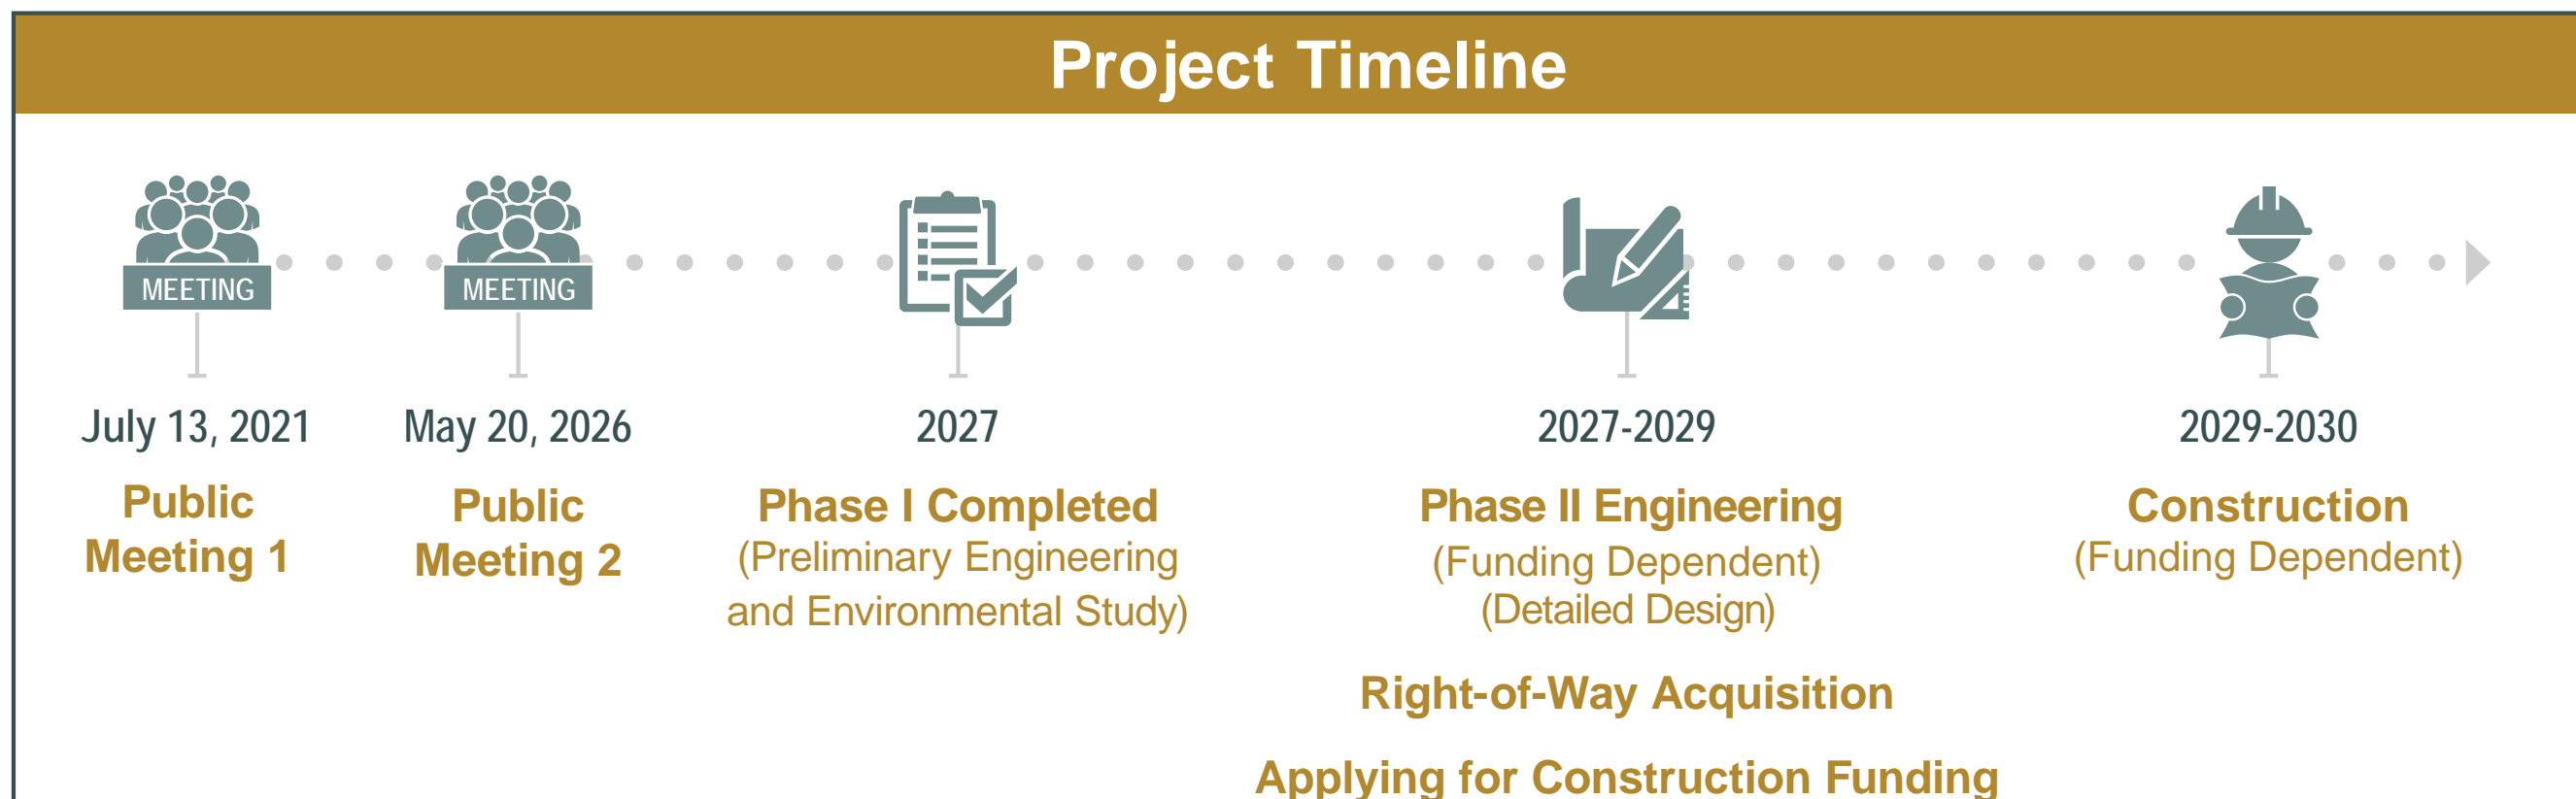 Project Timeline
MEETING
MEETING
July 13, 2021
May 20, 2026
2027
2027-2029
2029-2030
Public
Meeting 1
Public
Meeting 2
Phase I Completed
(Preliminary Engineering
and Environmental Study)
Phase II Engineering
(Funding Dependent)
(Detailed Design)
Right-of-Way Acquisition
Applying for Construction Funding
Construction
(Funding Dependent)